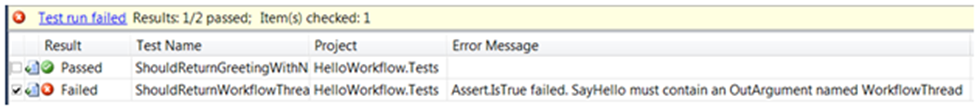 Test run failed Results: 1/2 passed; Item(s) checked: 1
Result Test Name Project Error Message
Passed ShouldReturnGreetingWithN HelloWorkflow.Tests
Failed ShouldReturnWorkflowThrea HelloWorkflow.Tests Assert.IsTrue failed. SayHello must contain an OutArgument named WorkflowThread